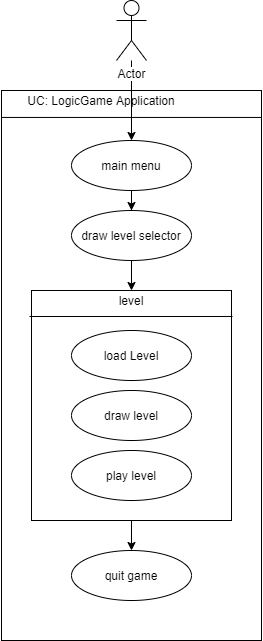 Actor
UC: LogicGame Application
main menu
draw level selector
level
load Level
draw level
play level
quit game